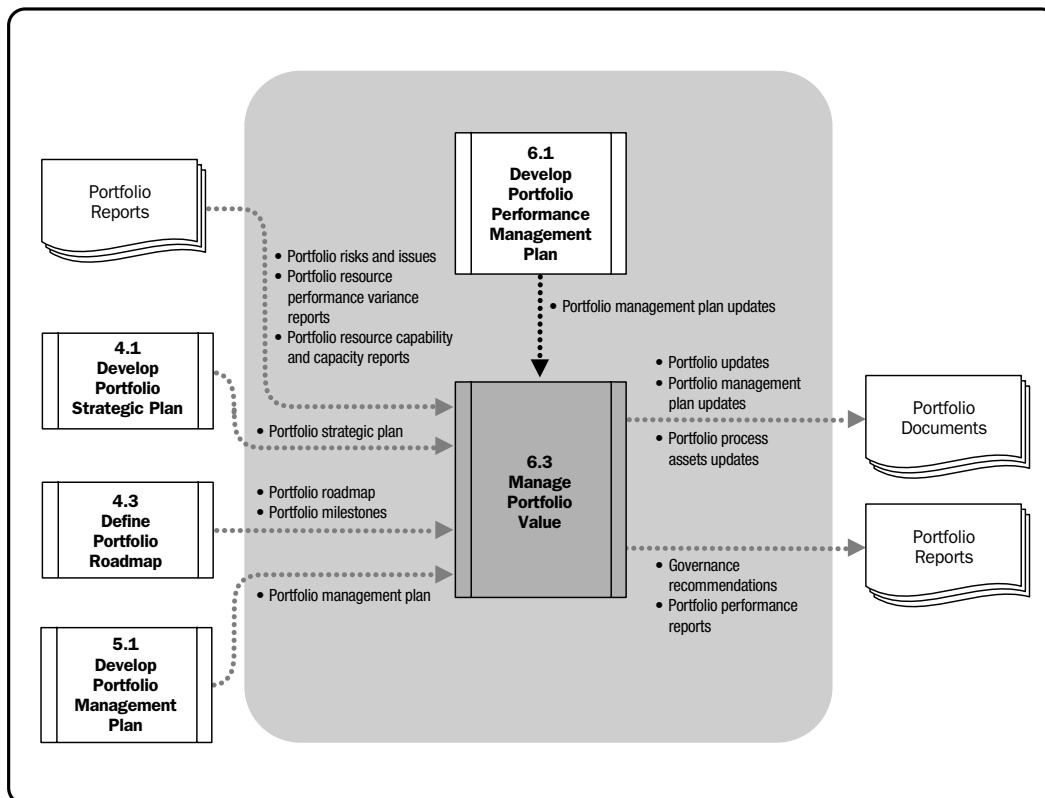 Portfolio
Reports
6.1
Develop
Portfolio
Performance
Management
Plan
• Portfolio risks and issues
• Portfolio resource
performance variance
reports
• Portfolio resource capability
and capacity reports
• Portfolio management plan updates
4.1
Develop
Portfolio
Strategic Plan
• Portfolio strategic plan
4.3
Define
Portfolio
Roadmap
• Portfolio roadmap
• Portfolio milestones
5.1
Develop
Portfolio
Management
Plan
• Portfolio management plan
6.3
Manage
Portfolio
Value
• Portfolio updates
• Portfolio management
plan updates
• Portfolio process
assets updates
Portfolio
Documents
• Governance
recommendations
• Portfolio performance
reports
Portfolio
Reports